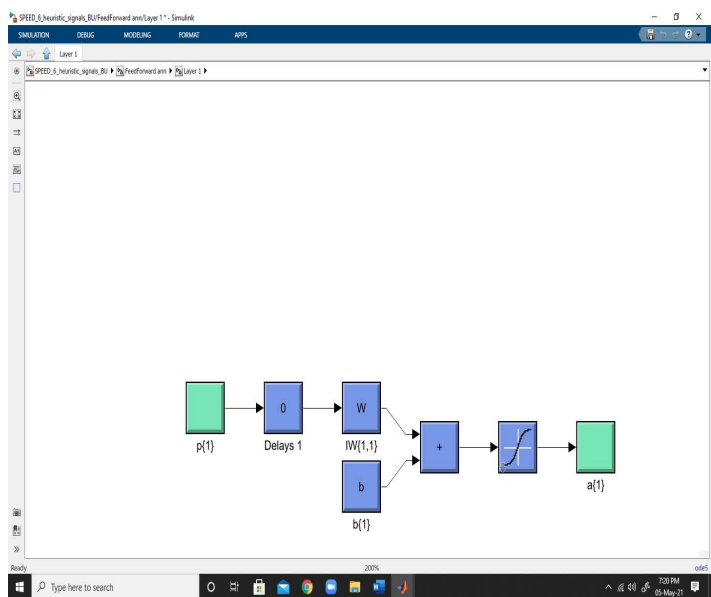 SPEED_6_heuristic_signals_BU/FeedForward ann/Layer 1 * - Simulink
SIMULATION DEBUG MODELING FORMAT APPS
Layer 1
SPEED_6_heuristic_signals_BU FeedForward ann Layer 1
0
W
p{1}
Delays 1
IW{1,1}
+
b
a{1}
b{1}
Ready 200% ode5
Type here to search
7:20 PM
05-May-21